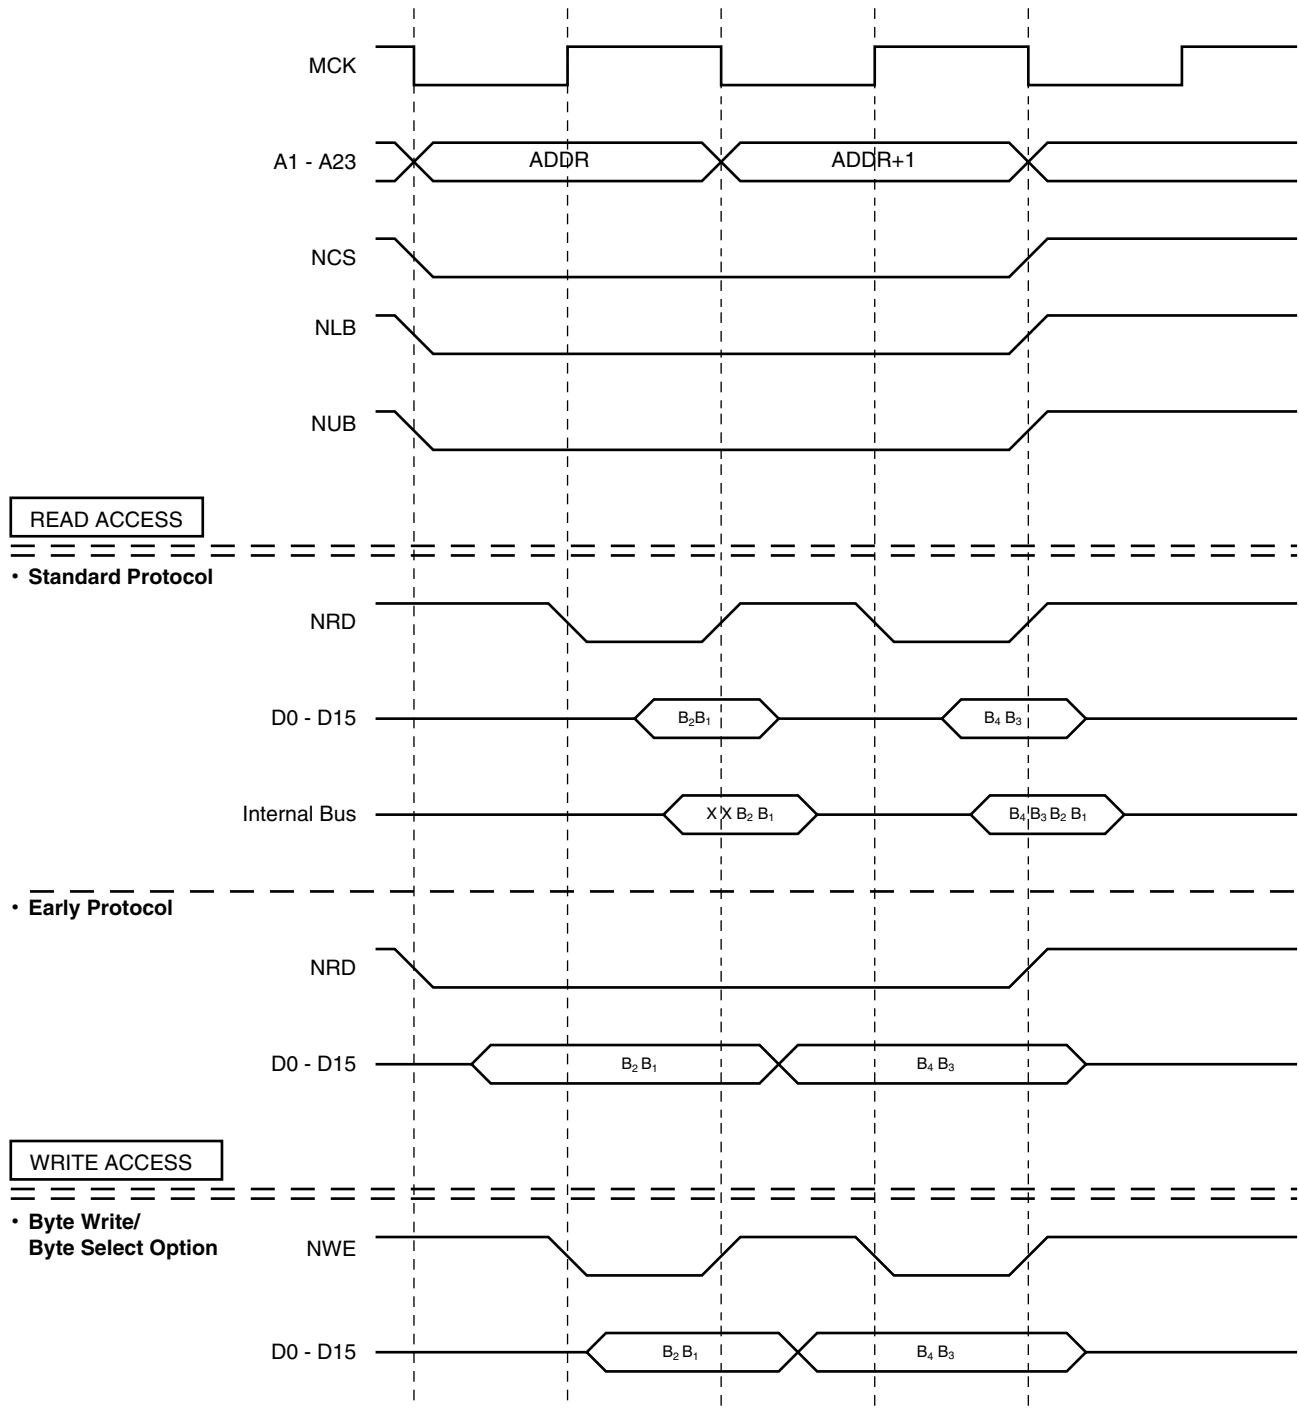 MCK
A1 - A23 ADDR ADDR+1
NCS
NLB
NUB
READ ACCESS
• Standard Protocol
NRD
D0 - D15 B₂B₁ B₄ B₃
Internal Bus X X B₂ B₁ B₄ B₃ B₂ B₁
• Early Protocol
NRD
D0 - D15 B₂ B₁ B₄ B₃
WRITE ACCESS
• Byte Write/
Byte Select Option NWE
D0 - D15 B₂ B₁ B₄ B₃